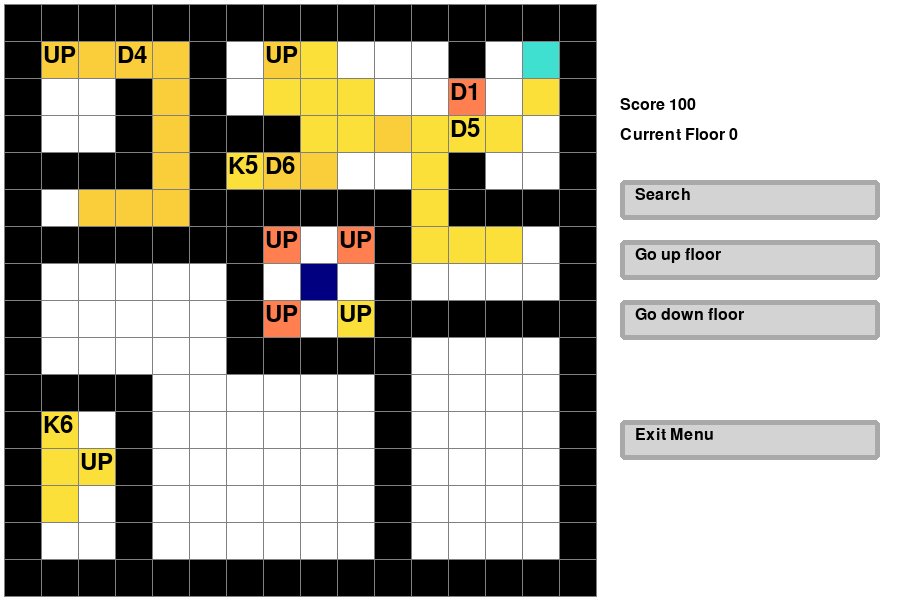 UP D4 UP
D1
D5
K5 D6
UP UP
UP UP
K6
UP
Score 100
Current Floor 0
Search
Go up floor
Go down floor
Exit Menu